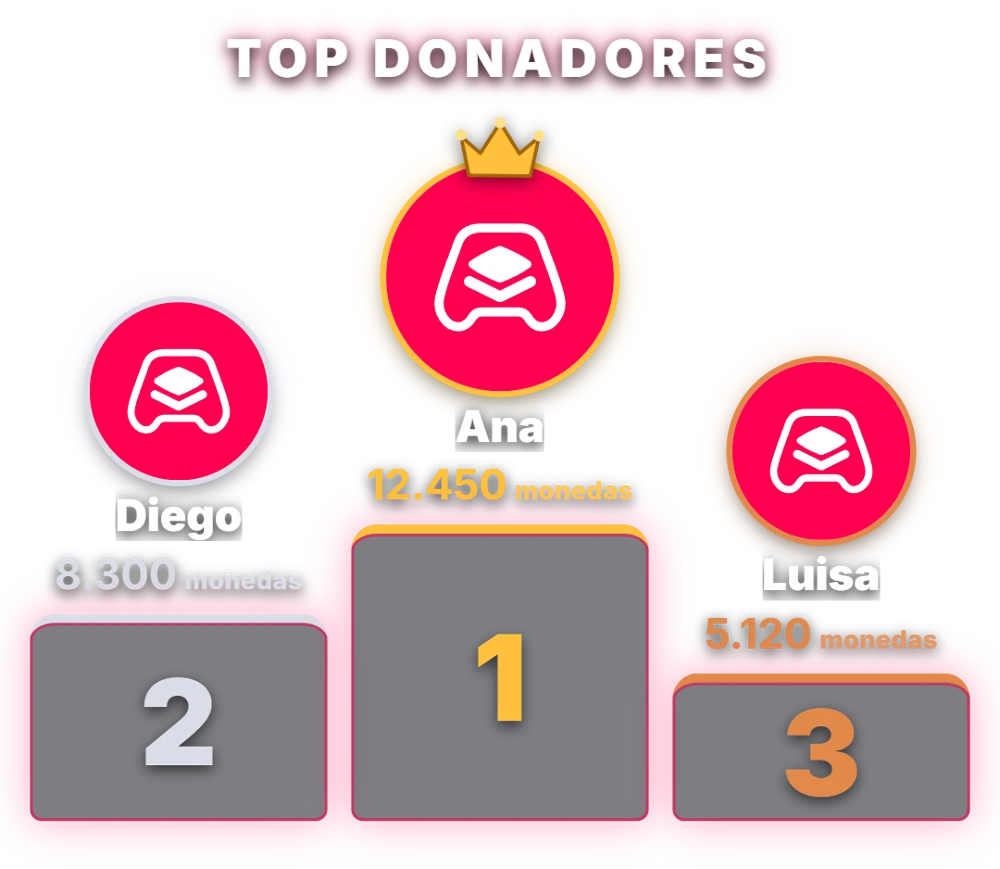 TOP DONADORES
Ana
12.450 monedas
Diego
8.300 monedas
Luisa
5.120 monedas
2
1
3